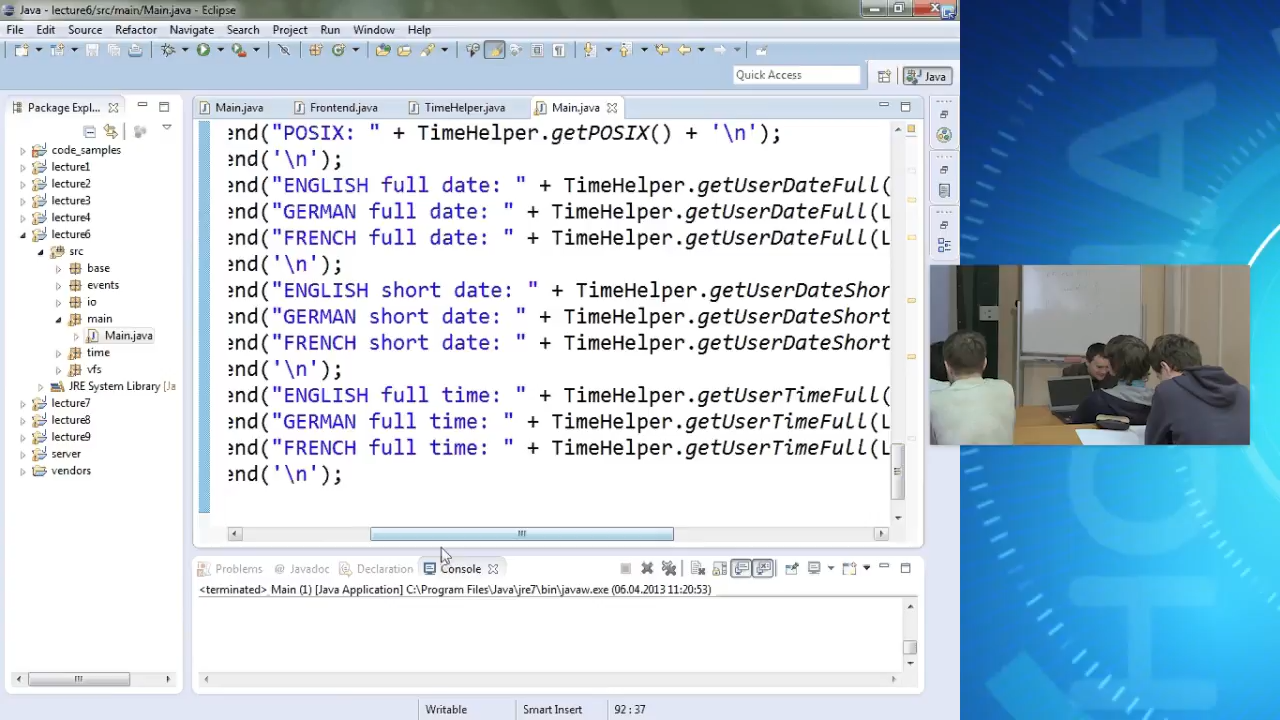 Java - lecture6/src/main/Main.java - Eclipse
File Edit Source Refactor Navigate Search Project Run Window Help
Quick Access
Java
Package Expl...
Main.java
Frontend.java
TimeHelper.java
Main.java
code_samples
lecture1
lecture2
lecture3
lecture4
lecture6
src
base
events
io
main
Main.java
time
vfs
JRE System Library [Ja
lecture7
lecture8
lecture9
server
vendors
end("POSIX: " + TimeHelper.getPOSIX() + '\n');
end('\n');
end("ENGLISH full date: " + TimeHelper.getUserDateFull(
end("GERMAN full date: " + TimeHelper.getUserDateFull(L
end("FRENCH full date: " + TimeHelper.getUserDateFull(L
end('\n');
end("ENGLISH short date: " + TimeHelper.getUserDateShor
end("GERMAN short date: " + TimeHelper.getUserDateShort
end("FRENCH short date: " + TimeHelper.getUserDateShort
end('\n');
end("ENGLISH full time: " + TimeHelper.getUserTimeFull(
end("GERMAN full time: " + TimeHelper.getUserTimeFull(L
end("FRENCH full time: " + TimeHelper.getUserTimeFull(L
end('\n');
Problems
Javadoc
Declaration
Console
<terminated> Main (1) [Java Application] C:\Program Files\Java\jre7\bin\javaw.exe (06.04.2013 11:20:53)
Writable
Smart Insert
92 : 37